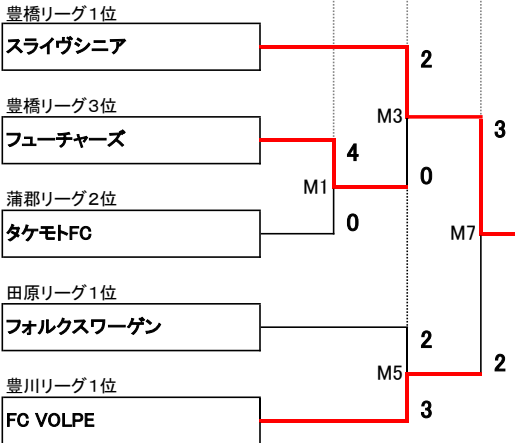 豊橋リーグ1位
スライヴシニア
2
M3
3
豊橋リーグ3位
フューチャーズ
4
0
M1
蒲郡リーグ2位
タケモトFC
0
M7
田原リーグ1位
フォルクスワーゲン
2
2
M5
豊川リーグ1位
FC VOLPE
3